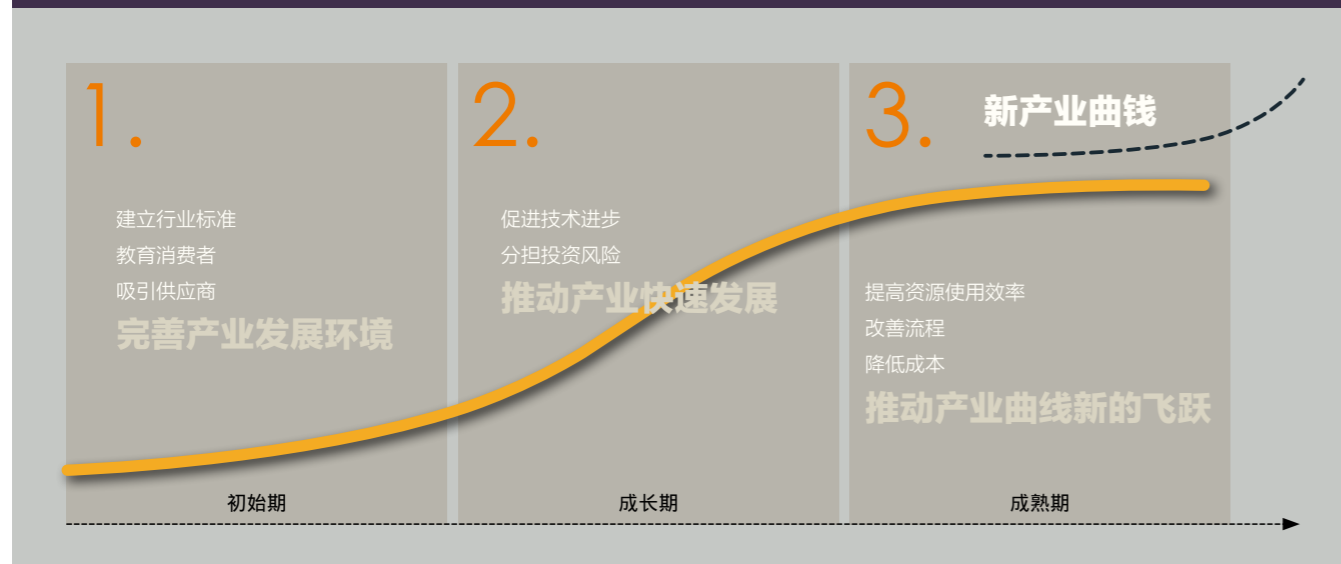 1.
建立行业标准
教育消费者
吸引供应商
完善产业发展环境
初始期
2.
促进技术进步
分担投资风险
推动产业快速发展
成长期
3.
新产业曲钱
提高资源使用效率
改善流程
降低成本
推动产业曲线新的飞跃
成熟期